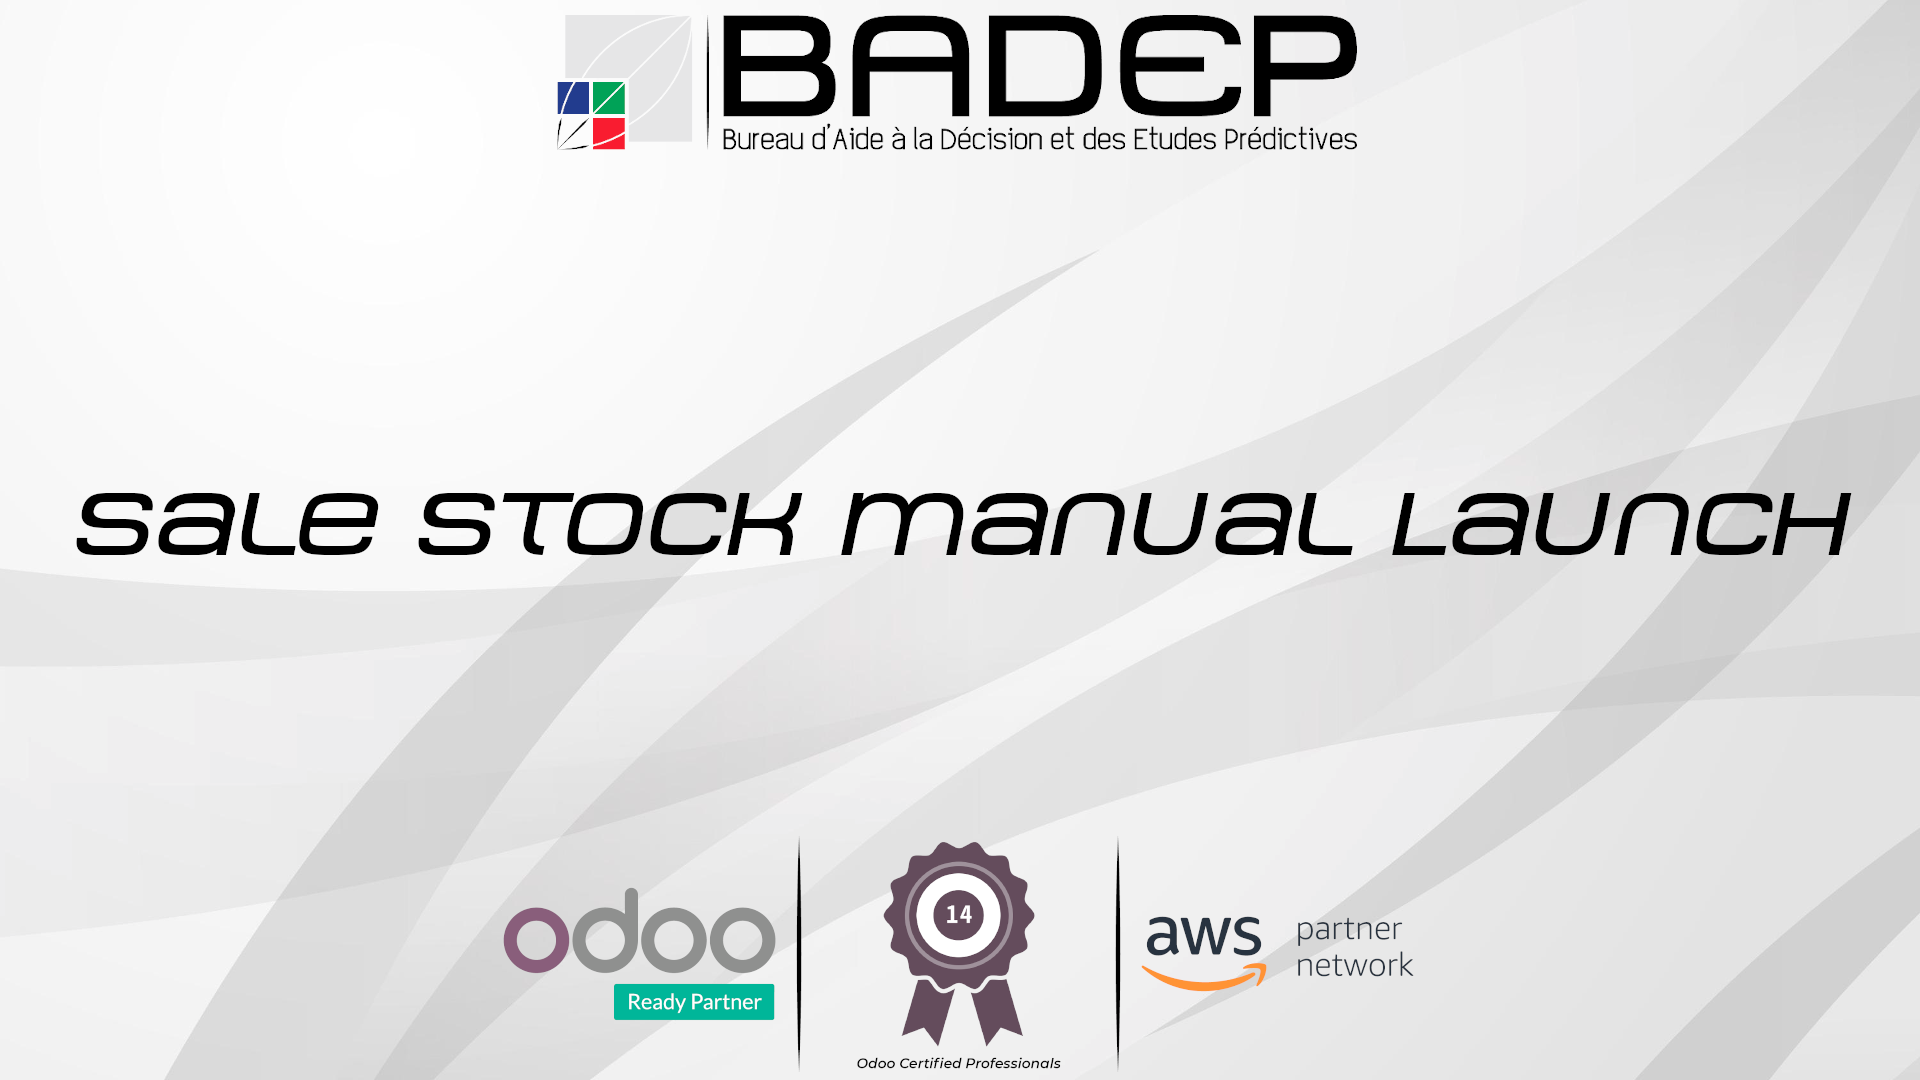 BADEP
Bureau d'Aide à la Décision et des Etudes Prédictives
Sale Stock Manual Launch
odoo
Ready Partner
14
Odoo Certified Professionals
aws partner network